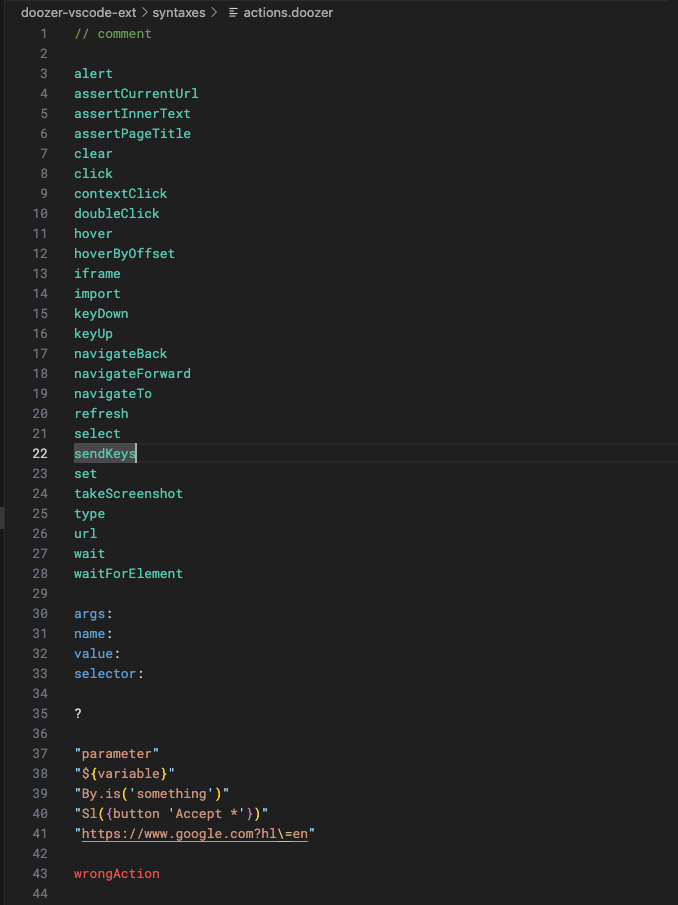 doozer-vscode-ext > syntaxes > actions.doozer
1 // comment
2
3 alert
4 assertCurrentUrl
5 assertInnerText
6 assertPageTitle
7 clear
8 click
9 contextClick
10 doubleClick
11 hover
12 hoverByOffset
13 iframe
14 import
15 keyDown
16 keyUp
17 navigateBack
18 navigateForward
19 navigateTo
20 refresh
21 select
22 sendKeys
23 set
24 takeScreenshot
25 type
26 url
27 wait
28 waitForElement
29
30 args:
31 name:
32 value:
33 selector:
34
35 ?
36
37 "parameter"
38 "${variable}"
39 "By.is('something')"
40 "Sl({button 'Accept *'})"
41 "https://www.google.com?hl\=en"
42
43 wrongAction
44